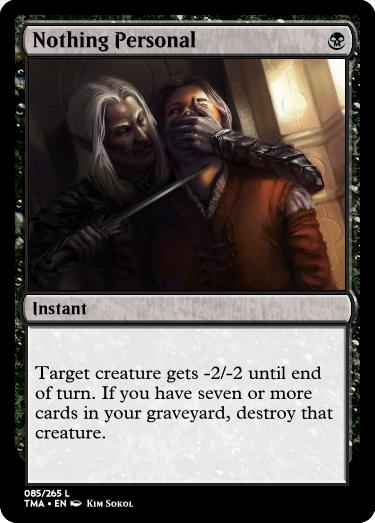 Nothing Personal
Instant
Target creature gets -2/-2 until end
of turn. If you have seven or more
cards in your graveyard, destroy that
creature.
085/265 L
TMA • EN Kim Sokol